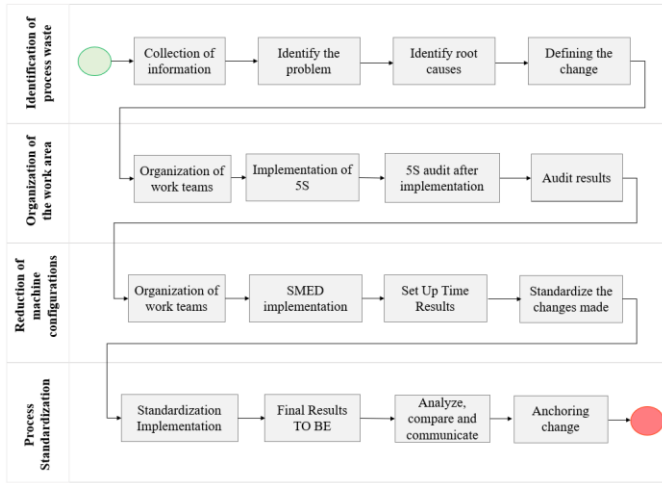 Identification of
process waste
Collection of
information
Identify the
problem
Identify root
causes
Defining the
change
Organization of
the work area
Organization of
work teams
Implementation of
5S
5S audit after
implementation
Audit results
Reduction of
machine
configurations
Organization of
work teams
SMED
implementation
Set Up Time
Results
Standardize the
changes made
Process
Standardization
Standardization
Implementation
Final Results
TO BE
Analyze,
compare and
communicate
Anchoring
change